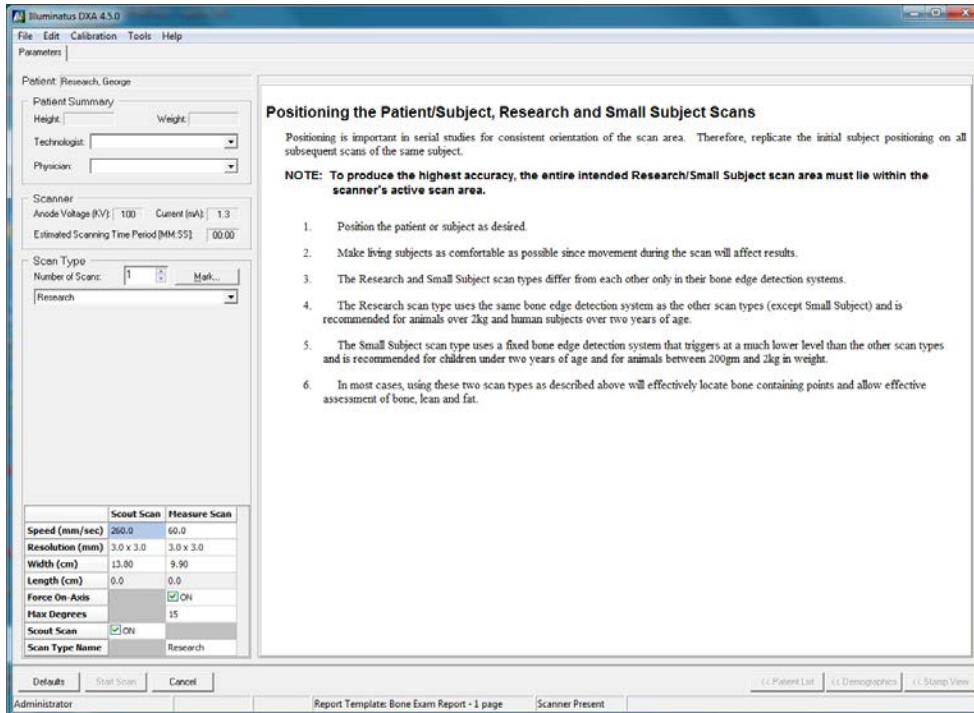 Illuminatus DXA 4.5.0
File Edit Calibration Tools Help
Parameters
Patient: Research, George
Patient Summary
Height: Weight:
Technologist:
Physician:
Scanner
Anode Voltage (KV): 100 Current (mA): 1.3
Estimated Scanning Time Period [MM:SS]: 00:00
Scan Type
Number of Scans: 1 Mark...
Research
Positioning the Patient/Subject, Research and Small Subject Scans
Positioning is important in serial studies for consistent orientation of the scan area. Therefore, replicate the initial subject positioning on all
subsequent scans of the same subject.
NOTE: To produce the highest accuracy, the entire intended Research/Small Subject scan area must lie within the
scanner's active scan area.
1. Position the patient or subject as desired.
2. Make living subjects as comfortable as possible since movement during the scan will affect results.
3. The Research and Small Subject scan types differ from each other only in their bone edge detection systems.
4. The Research scan type uses the same bone edge detection system as the other scan types (except Small Subject) and is
recommended for animals over 2kg and human subjects over two years of age.
5. The Small Subject scan type uses a fixed bone edge detection system that triggers at a much lower level than the other scan types
and is recommended for children under two years of age and for animals between 200gm and 2kg in weight.
6. In most cases, using these two scan types as described above will effectively locate bone containing points and allow effective
assessment of bone, lean and fat.
Scout Scan Measure Scan
Speed (mm/sec) 260.0 60.0
Resolution (mm) 3.0 x 3.0 3.0 x 3.0
Width (cm) 13.80 9.90
Length (cm) 0.0 0.0
Force On-Axis ON
Max Degrees 15
Scout Scan ON
Scan Type Name Research
Defaults Start Scan Cancel << Patient List << Demographics << Stamp View
Administrator Report Template: Bone Exam Report - 1 page Scanner Present